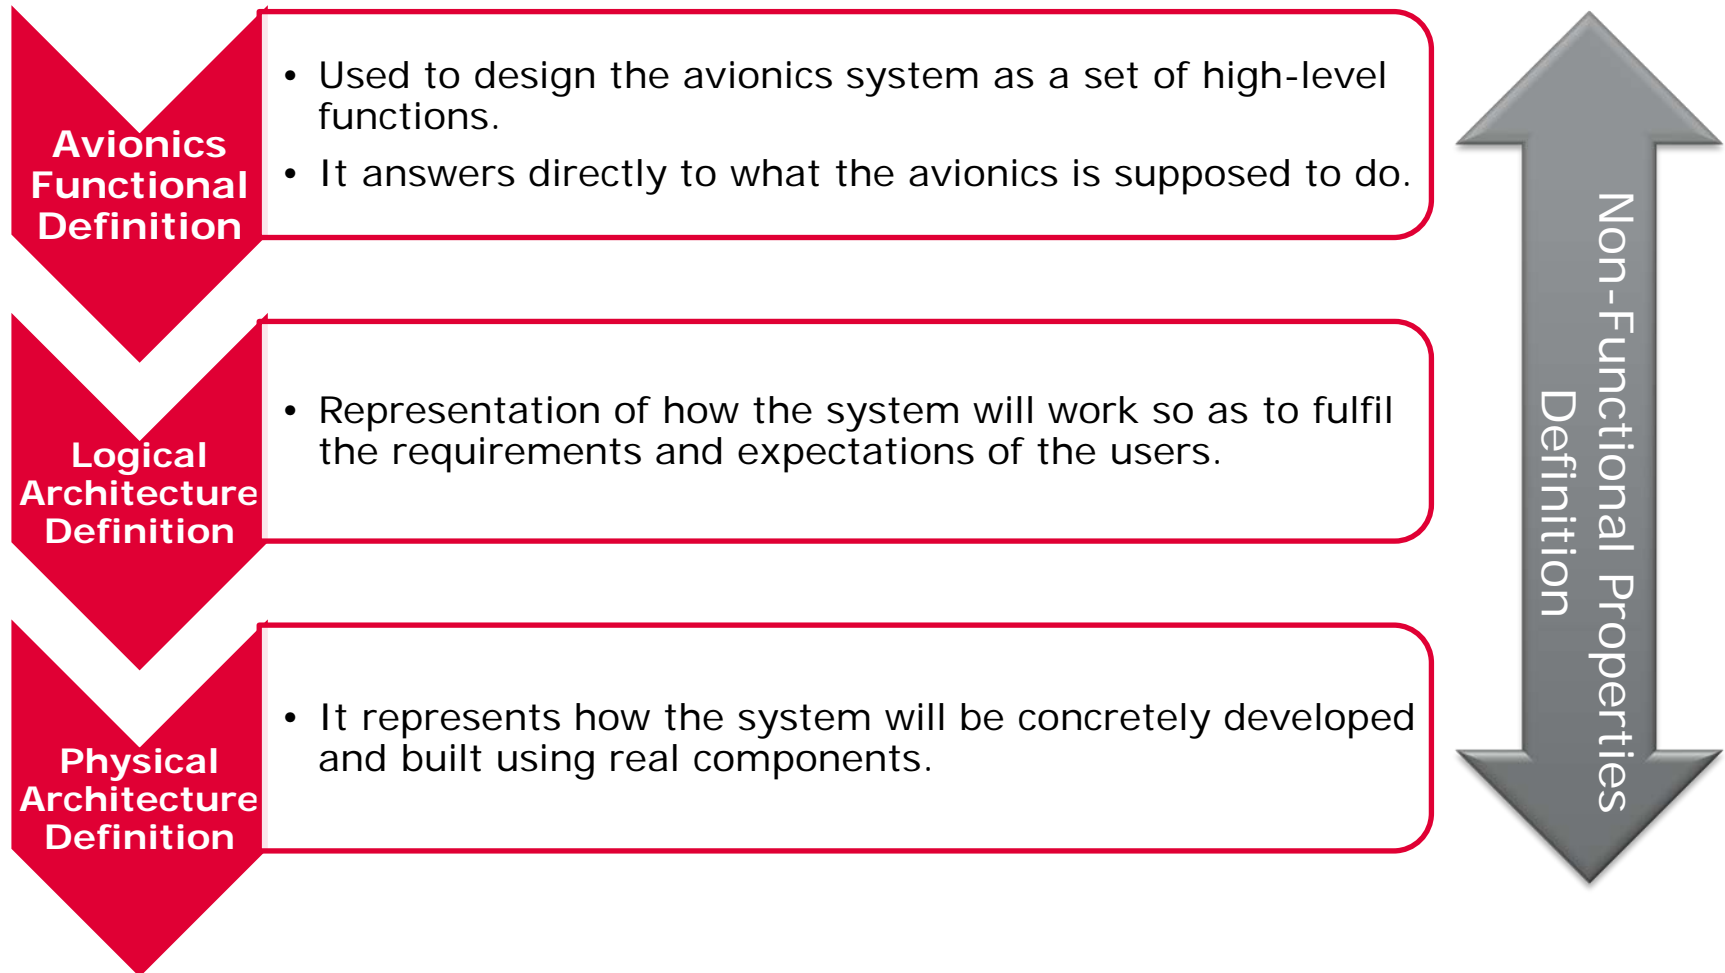 Avionics
Functional
Definition
• Used to design the avionics system as a set of high-level
functions.
• It answers directly to what the avionics is supposed to do.
Logical
Architecture
Definition
• Representation of how the system will work so as to fulfil
the requirements and expectations of the users.
Physical
Architecture
Definition
• It represents how the system will be concretely developed
and built using real components.
Non-Functional Properties
Definition